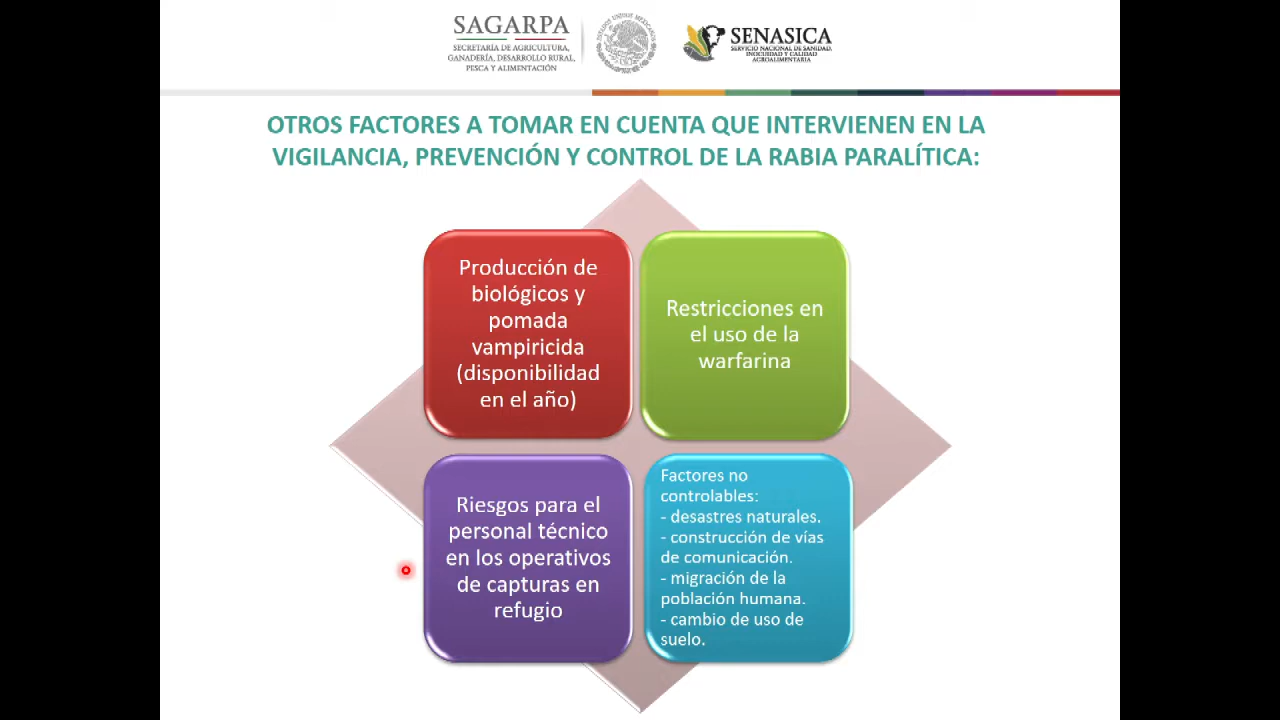 SAGARPA
SECRETARÍA DE AGRICULTURA,
GANADERÍA, DESARROLLO RURAL,
PESCA Y ALIMENTACIÓN
ESTADOS UNIDOS MEXICANOS
SENASICA
SERVICIO NACIONAL DE SANIDAD,
INOCUIDAD Y CALIDAD
AGROALIMENTARIA
OTROS FACTORES A TOMAR EN CUENTA QUE INTERVIENEN EN LA
VIGILANCIA, PREVENCIÓN Y CONTROL DE LA RABIA PARALÍTICA:
Producción de
biológicos y
pomada
vampiricida
(disponibilidad
en el año)
Restricciones en
el uso de la
warfarina
Riesgos para el
personal técnico
en los operativos
de capturas en
refugio
Factores no
controlables:
- desastres naturales.
- construcción de vías
de comunicación.
- migración de la
población humana.
- cambio de uso de
suelo.